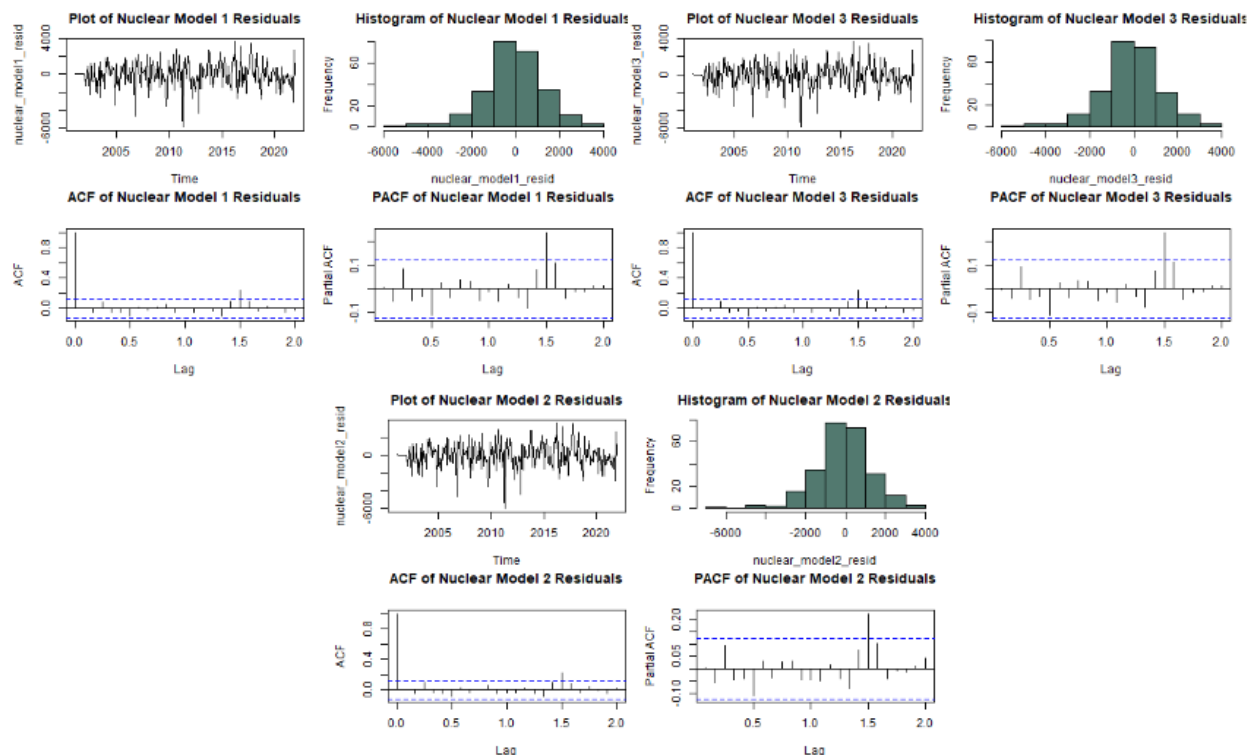 Plot of Nuclear Model 1 Residuals
nuclear_model1_resid
4000
0
-6000
2005 2010 2015 2020
Time
Histogram of Nuclear Model 1 Residuals
Frequency
60
20
0
-6000 -4000 -2000 0 2000 4000
nuclear_model1_resid
Plot of Nuclear Model 3 Residuals
nuclear_model3_resid
4000
0
-6000
2005 2010 2015 2020
Time
Histogram of Nuclear Model 3 Residuals
Frequency
60
20
0
-6000 -4000 -2000 0 2000 4000
nuclear_model3_resid
ACF of Nuclear Model 1 Residuals
ACF
0.8
0.4
0.0
0.0 0.5 1.0 1.5 2.0
Lag
PACF of Nuclear Model 1 Residuals
Partial ACF
0.1
-0.1
0.5 1.0 1.5 2.0
Lag
ACF of Nuclear Model 3 Residuals
ACF
0.8
0.4
0.0
0.0 0.5 1.0 1.5 2.0
Lag
PACF of Nuclear Model 3 Residuals
Partial ACF
0.1
-0.1
0.5 1.0 1.5 2.0
Lag
Plot of Nuclear Model 2 Residuals
nuclear_model2_resid
0
-6000
2005 2010 2015 2020
Time
Histogram of Nuclear Model 2 Residuals
Frequency
60
20
0
-6000 -2000 0 2000 4000
nuclear_model2_resid
ACF of Nuclear Model 2 Residuals
ACF
0.8
0.4
0.0
0.0 0.5 1.0 1.5 2.0
Lag
PACF of Nuclear Model 2 Residuals
Partial ACF
0.20
0.05
-0.10
0.5 1.0 1.5 2.0
Lag